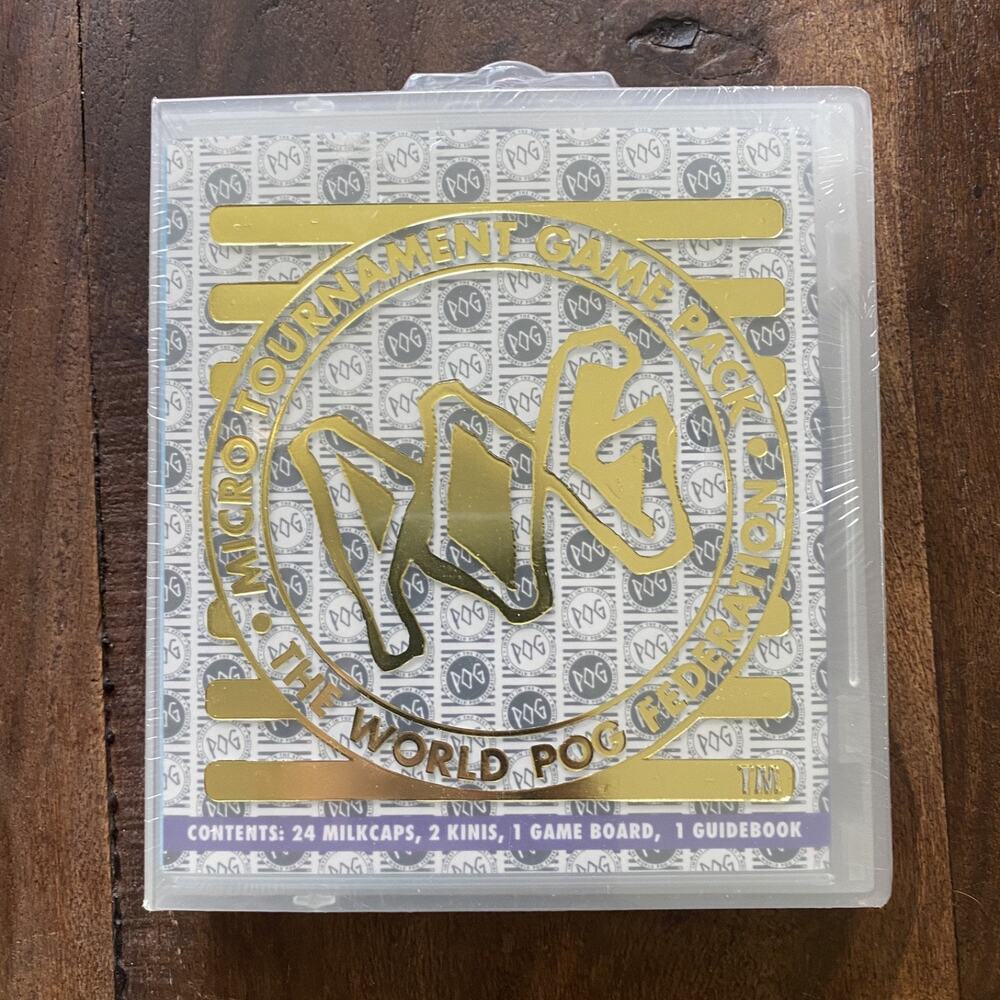 • MICRO TOURNAMENT GAME PACK •
POG
THE WORLD POG FEDERATION
TM
CONTENTS: 24 MILKCAPS, 2 KINIS, 1 GAME BOARD, 1 GUIDEBOOK